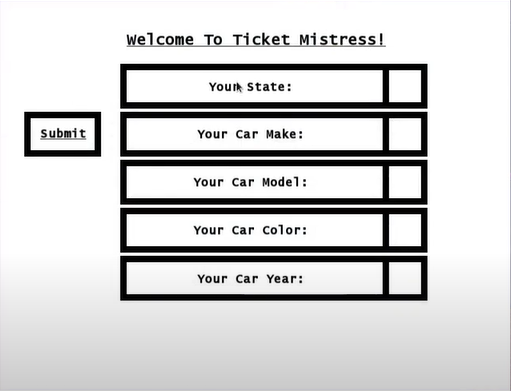 Welcome To Ticket Mistress!
Your State:
Submit
Your Car Make:
Your Car Model:
Your Car Color:
Your Car Year: